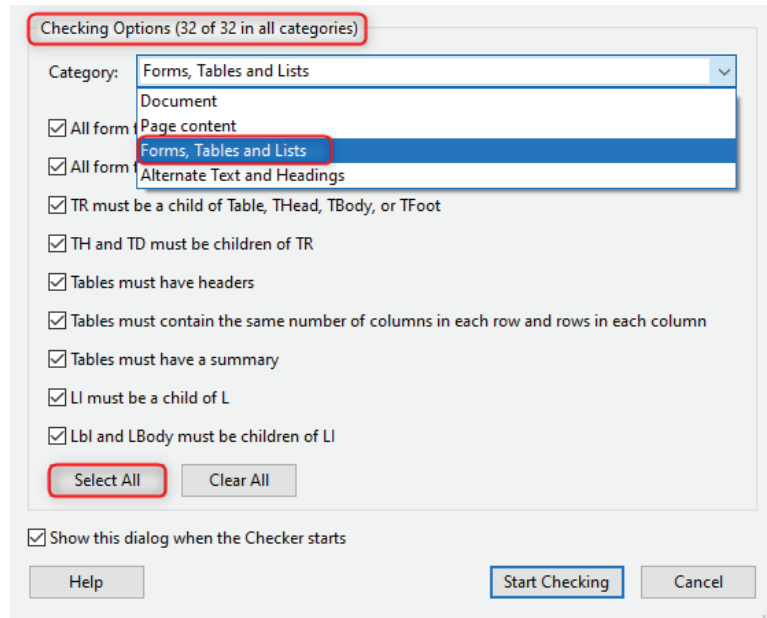 Checking Options (32 of 32 in all categories)
Category: Forms, Tables and Lists
Document
All form Page content
Forms, Tables and Lists
All form Alternate Text and Headings
TR must be a child of Table, THead, TBody, or TFoot
TH and TD must be children of TR
Tables must have headers
Tables must contain the same number of columns in each row and rows in each column
Tables must have a summary
LI must be a child of L
Lbl and LBody must be children of LI
Select All Clear All
Show this dialog when the Checker starts
Help Start Checking Cancel